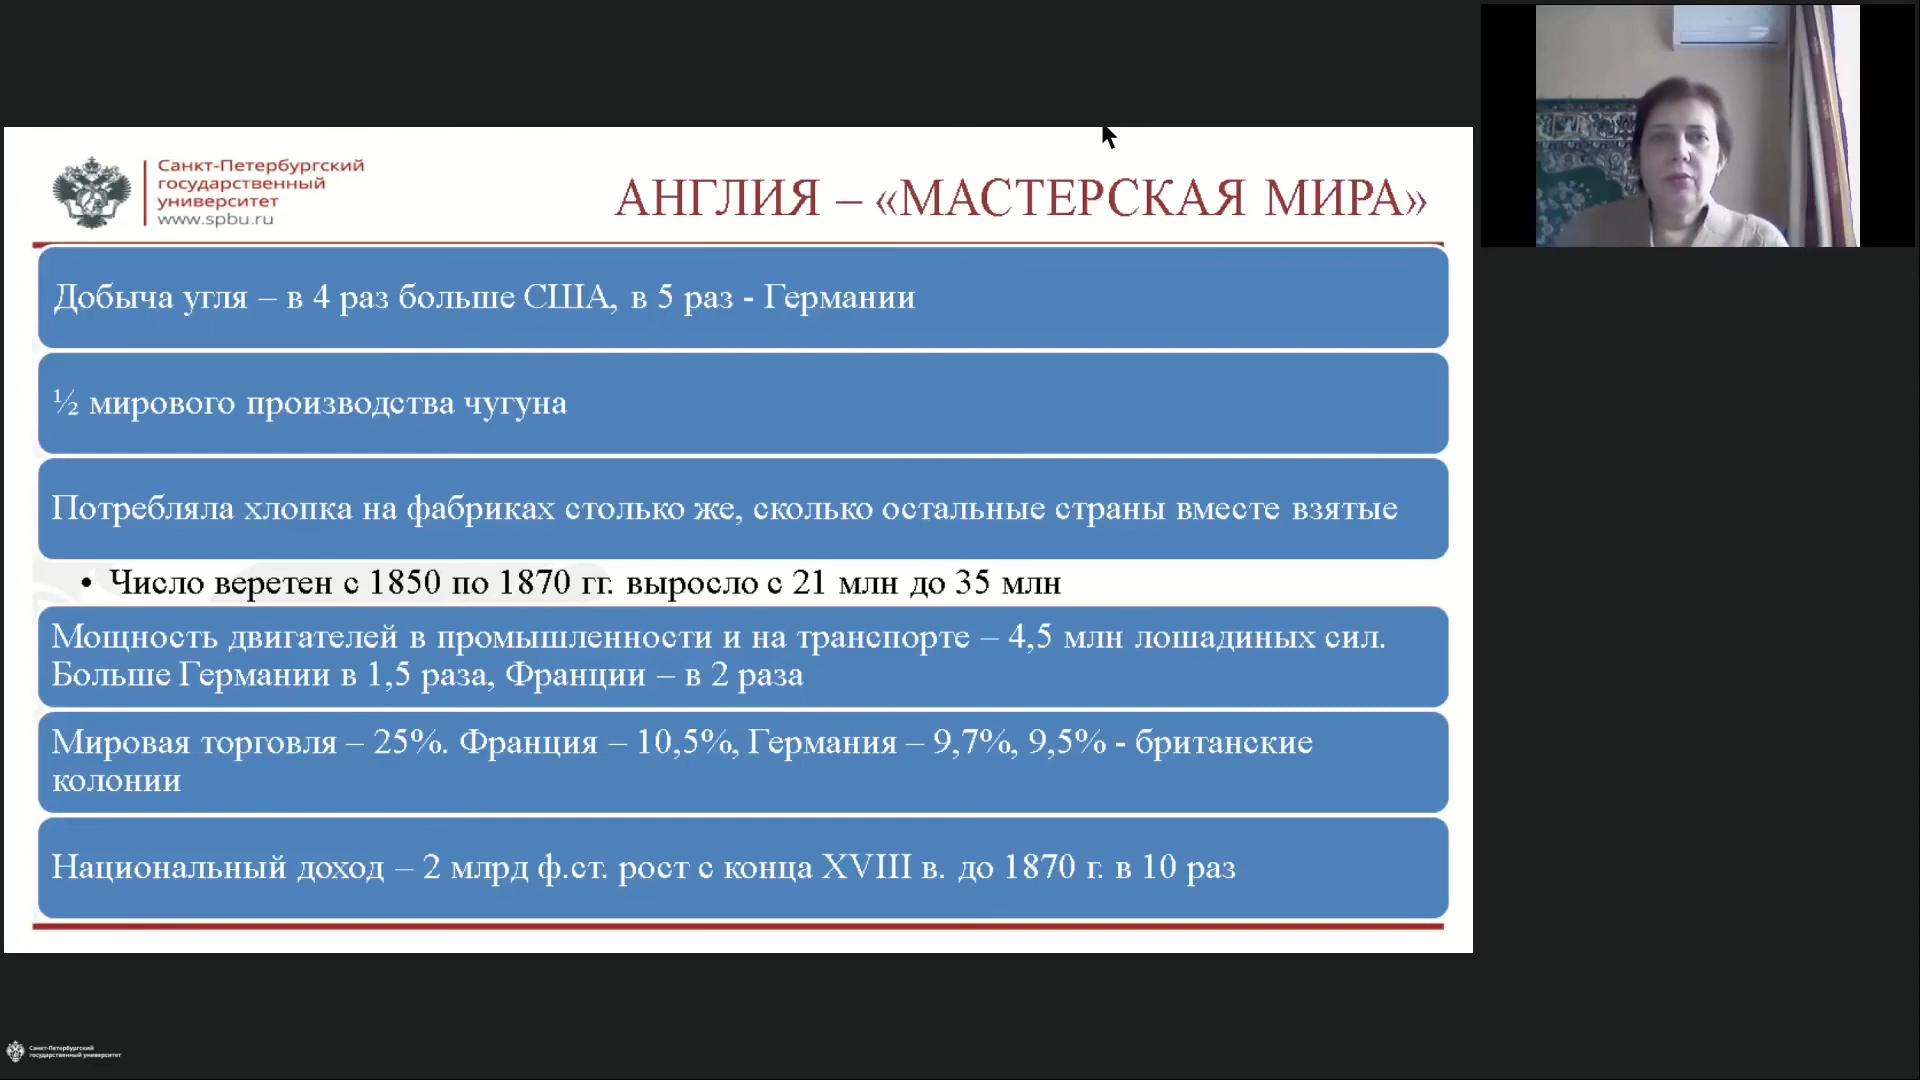 Санкт-Петербургский
государственный
университет
www.spbu.ru
АНГЛИЯ – «МАСТЕРСКАЯ МИРА»
Добыча угля – в 4 раз больше США, в 5 раз - Германии
½ мирового производства чугуна
Потребляла хлопка на фабриках столько же, сколько остальные страны вместе взятые
• Число веретен с 1850 по 1870 гг. выросло с 21 млн до 35 млн
Мощность двигателей в промышленности и на транспорте – 4,5 млн лошадиных сил.
Больше Германии в 1,5 раза, Франции – в 2 раза
Мировая торговля – 25%. Франция – 10,5%, Германия – 9,7%, 9,5% - британские
колонии
Национальный доход – 2 млрд ф.ст. рост с конца XVIII в. до 1870 г. в 10 раз
Санкт-Петербургский
государственный университет